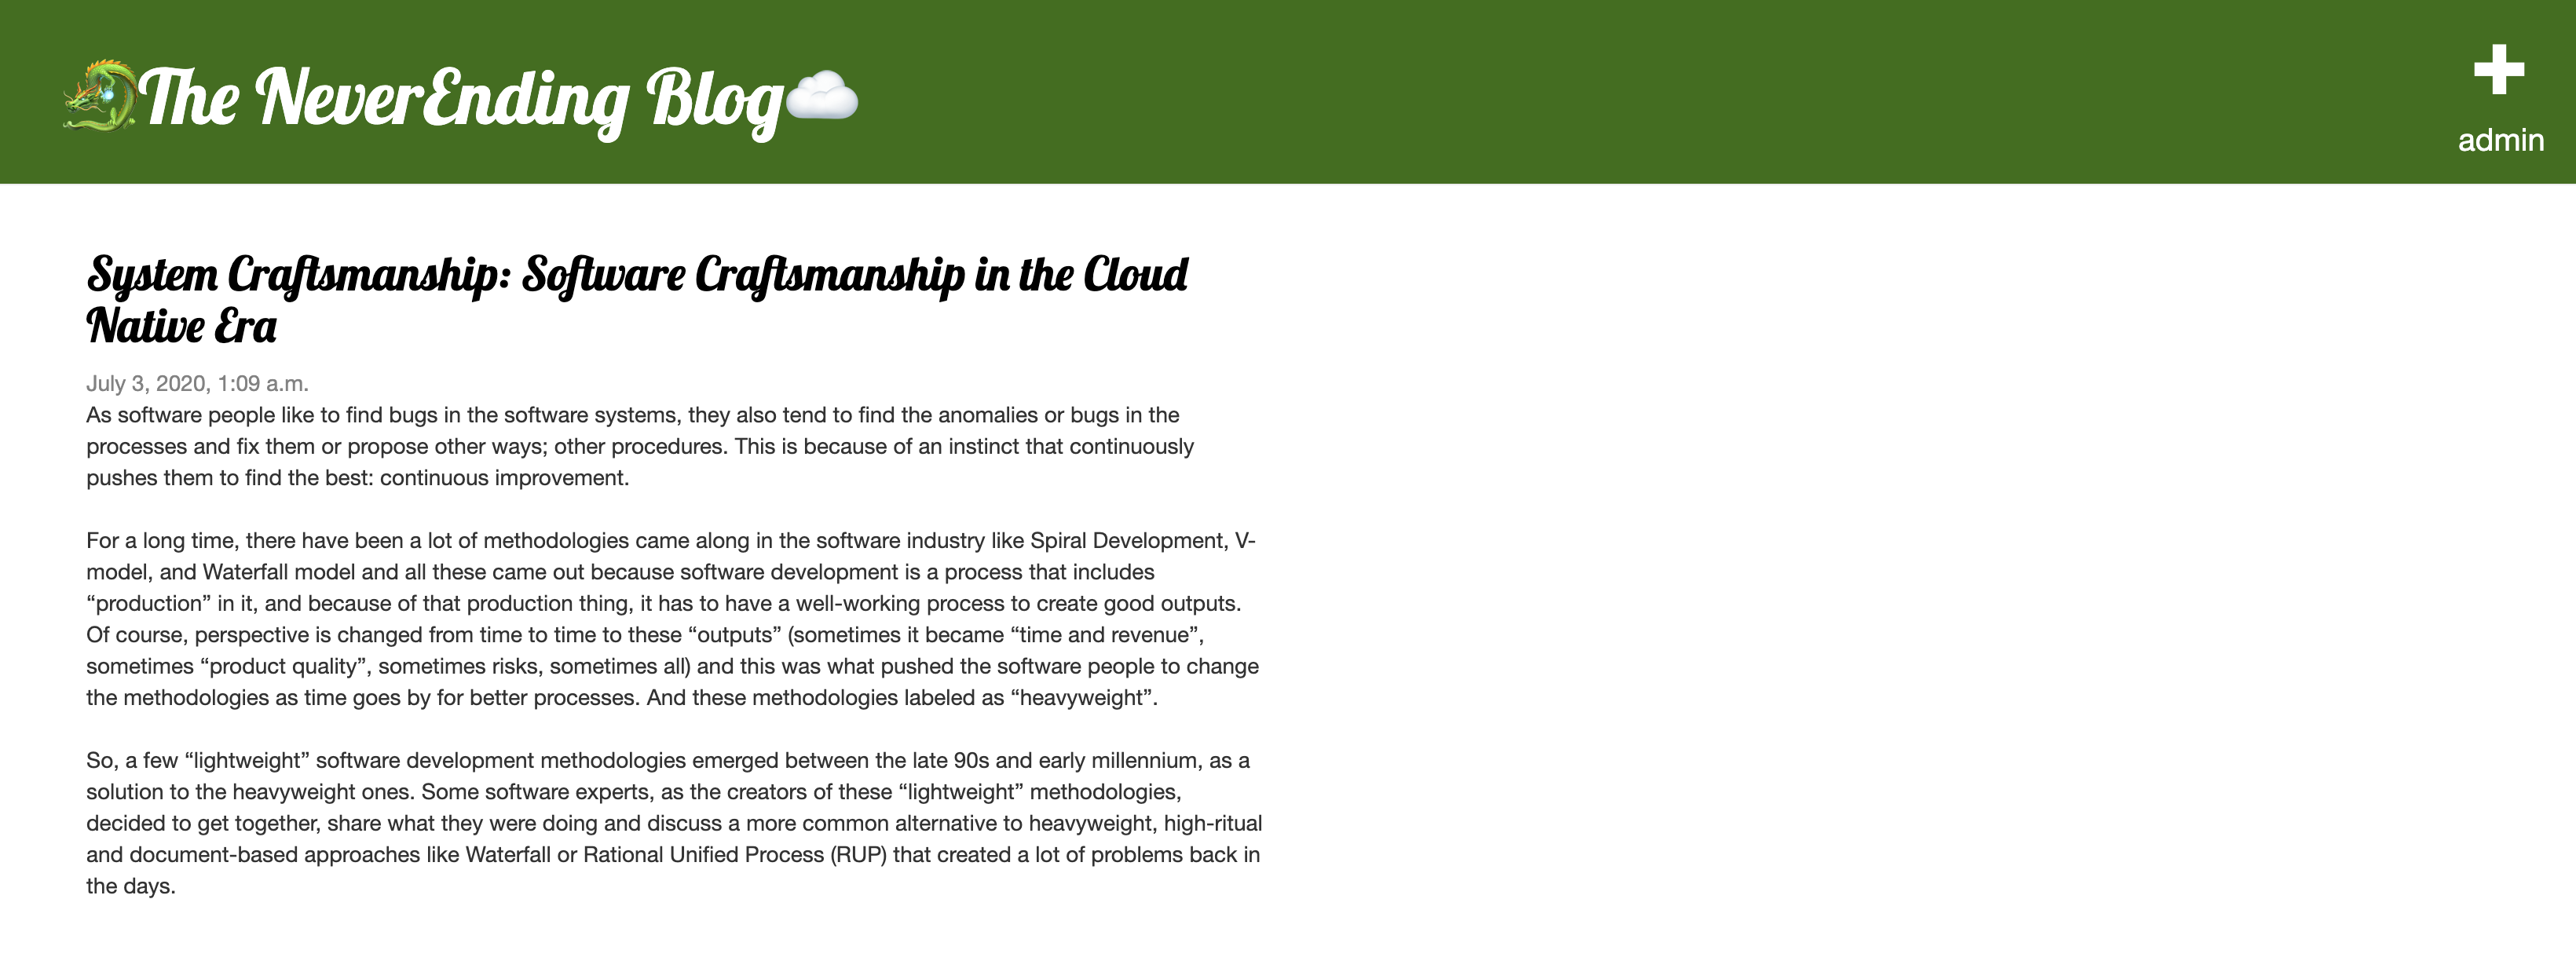 The NeverEnding Blog
admin
System Craftsmanship: Software Craftsmanship in the Cloud
Native Era
July 3, 2020, 1:09 a.m.
As software people like to find bugs in the software systems, they also tend to find the anomalies or bugs in the
processes and fix them or propose other ways; other procedures. This is because of an instinct that continuously
pushes them to find the best: continuous improvement.
For a long time, there have been a lot of methodologies came along in the software industry like Spiral Development, V-
model, and Waterfall model and all these came out because software development is a process that includes
“production” in it, and because of that production thing, it has to have a well-working process to create good outputs.
Of course, perspective is changed from time to time to these “outputs” (sometimes it became “time and revenue”,
sometimes “product quality”, sometimes risks, sometimes all) and this was what pushed the software people to change
the methodologies as time goes by for better processes. And these methodologies labeled as “heavyweight”.
So, a few “lightweight” software development methodologies emerged between the late 90s and early millennium, as a
solution to the heavyweight ones. Some software experts, as the creators of these “lightweight” methodologies,
decided to get together, share what they were doing and discuss a more common alternative to heavyweight, high-ritual
and document-based approaches like Waterfall or Rational Unified Process (RUP) that created a lot of problems back in
the days.